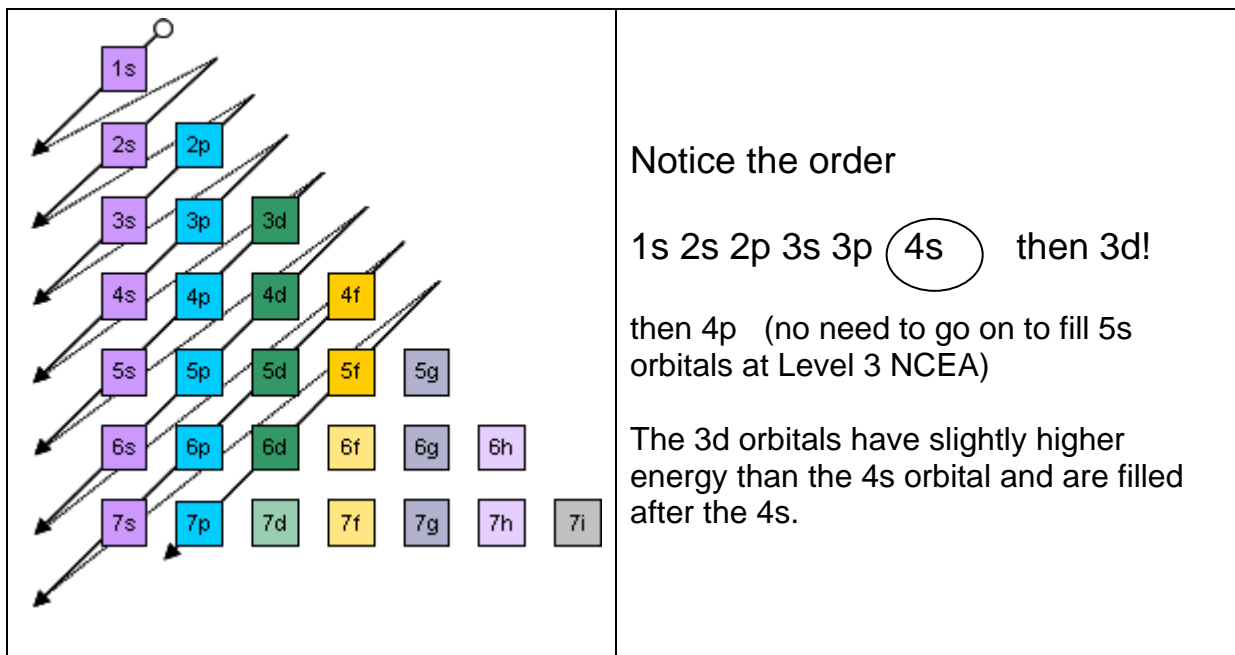 1s
2s 2p
3s 3p 3d
4s 4p 4d 4f
5s 5p 5d 5f 5g
6s 6p 6d 6f 6g 6h
7s 7p 7d 7f 7g 7h 7i
Notice the order
1s 2s 2p 3s 3p 4s then 3d!
then 4p (no need to go on to fill 5s
orbitals at Level 3 NCEA)
The 3d orbitals have slightly higher
energy than the 4s orbital and are filled
after the 4s.